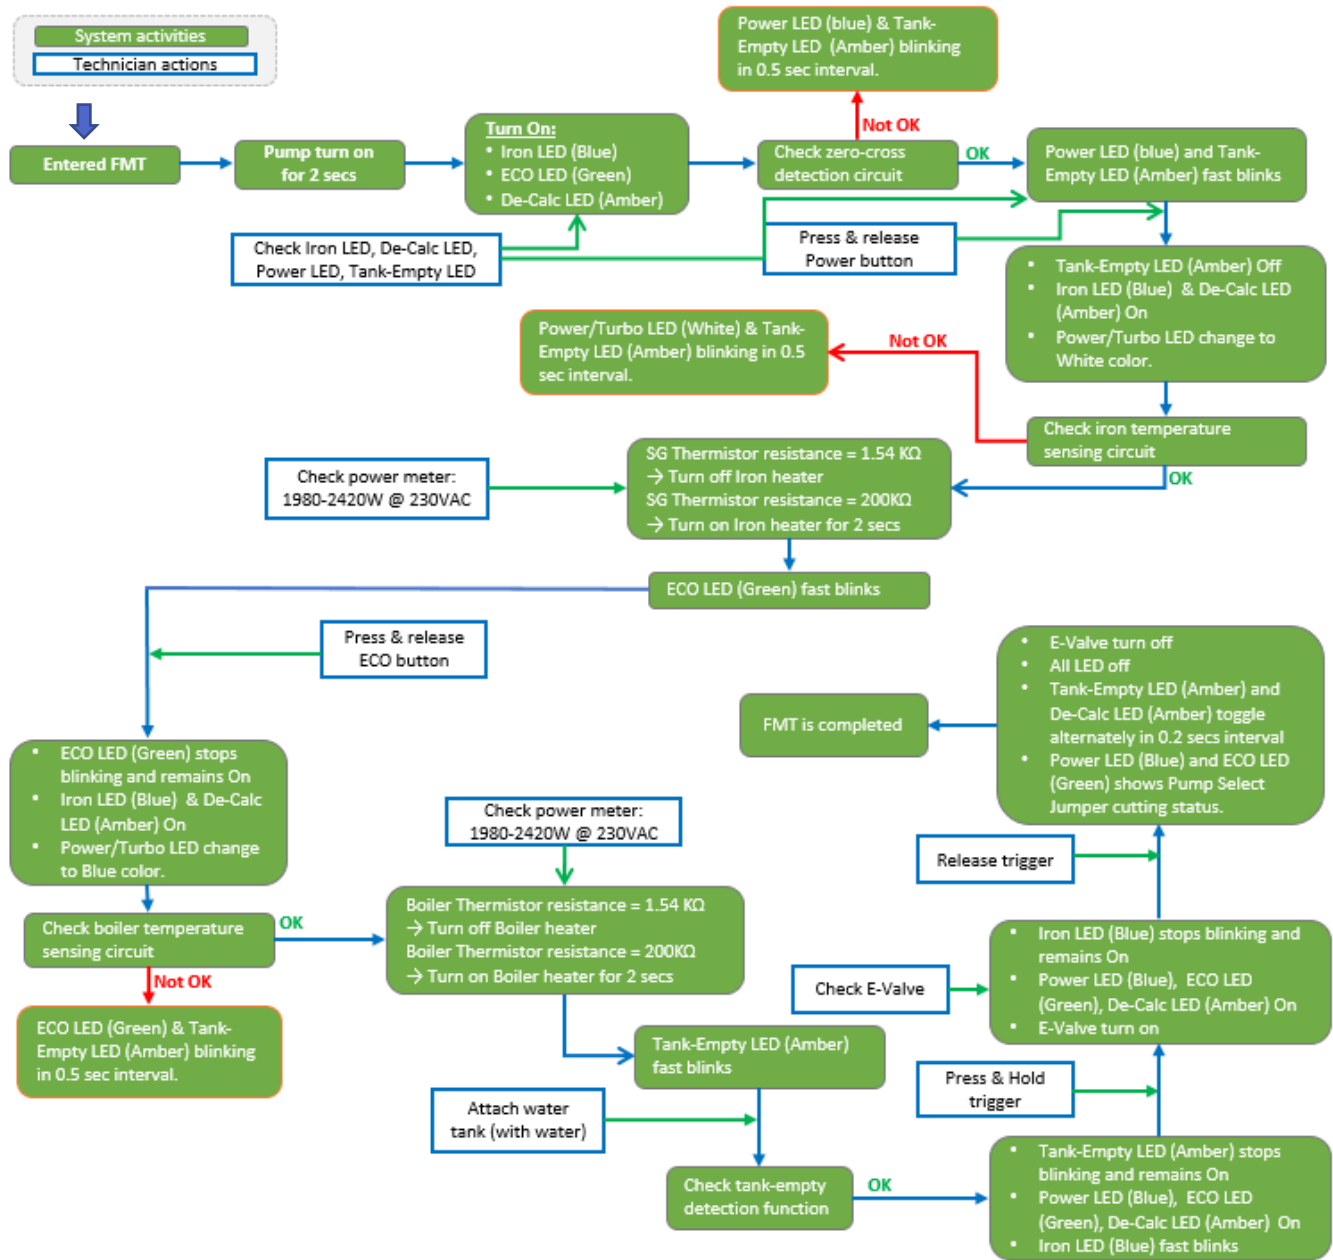 System activities
Technician actions
Power LED (blue) & Tank-
Empty LED (Amber) blinking
in 0.5 sec interval.
Not OK
Entered FMT
Pump turn on
for 2 secs
Turn On:
• Iron LED (Blue)
• ECO LED (Green)
• De-Calc LED (Amber)
Check zero-cross
detection circuit
OK
Power LED (blue) and Tank-
Empty LED (Amber) fast blinks
Check Iron LED, De-Calc LED,
Power LED, Tank-Empty LED
Press & release
Power button
• Tank-Empty LED (Amber) Off
• Iron LED (Blue) & De-Calc LED
(Amber) On
• Power/Turbo LED change to
White color.
Power/Turbo LED (White) & Tank-
Empty LED (Amber) blinking in 0.5
sec interval.
Not OK
Check iron temperature
sensing circuit
OK
Check power meter:
1980-2420W @ 230VAC
SG Thermistor resistance = 1.54 KΩ
→ Turn off Iron heater
SG Thermistor resistance = 200KΩ
→ Turn on Iron heater for 2 secs
ECO LED (Green) fast blinks
Press & release
ECO button
• ECO LED (Green) stops
blinking and remains On
• Iron LED (Blue) & De-Calc
LED (Amber) On
• Power/Turbo LED change
to Blue color.
Check boiler temperature
sensing circuit
OK
Not OK
ECO LED (Green) & Tank-
Empty LED (Amber) blinking
in 0.5 sec interval.
Check power meter:
1980-2420W @ 230VAC
Boiler Thermistor resistance = 1.54 KΩ
→ Turn off Boiler heater
Boiler Thermistor resistance = 200KΩ
→ Turn on Boiler heater for 2 secs
Tank-Empty LED (Amber)
fast blinks
Attach water
tank (with water)
Check tank-empty
detection function
OK
• Tank-Empty LED (Amber) stops
blinking and remains On
• Power LED (Blue), ECO LED
(Green), De-Calc LED (Amber) On
• Iron LED (Blue) fast blinks
Press & Hold
trigger
• Iron LED (Blue) stops blinking and
remains On
• Power LED (Blue), ECO LED
(Green), De-Calc LED (Amber) On
• E-Valve turn on
Check E-Valve
Release trigger
• E-Valve turn off
• All LED off
• Tank-Empty LED (Amber) and
De-Calc LED (Amber) toggle
alternately in 0.2 secs interval
• Power LED (Blue) and ECO LED
(Green) shows Pump Select
Jumper cutting status.
FMT is completed